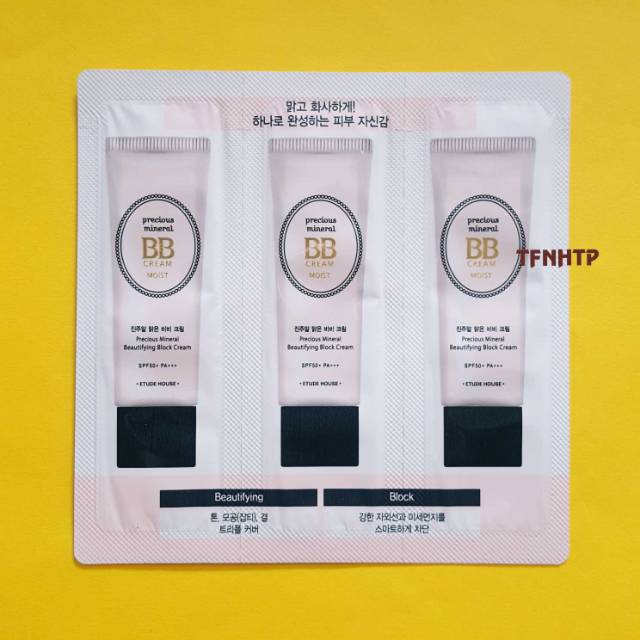 맑고 화사하게!
하나로 완성하는 피부 자신감
precious
mineral
BB
CREAM
MOIST
진주알 맑은 비비 크림
Precious Mineral
Beautifying Block Cream
SPF50+ PA+++
• ETUDE HOUSE •
precious
mineral
BB
CREAM
MOIST
진주알 맑은 비비 크림
Precious Mineral
Beautifying Block Cream
SPF50+ PA+++
• ETUDE HOUSE •
precious
mineral
BB
CREAM
MOIST
진주알 맑은 비비 크림
Precious Mineral
Beautifying Block Cream
SPF50+ PA+++
• ETUDE HOUSE •
TFNHTP
Beautifying
톤, 모공(잡티), 결
트러블 커버
Block
강한 자외선과 미세먼지를
스마트하게 차단